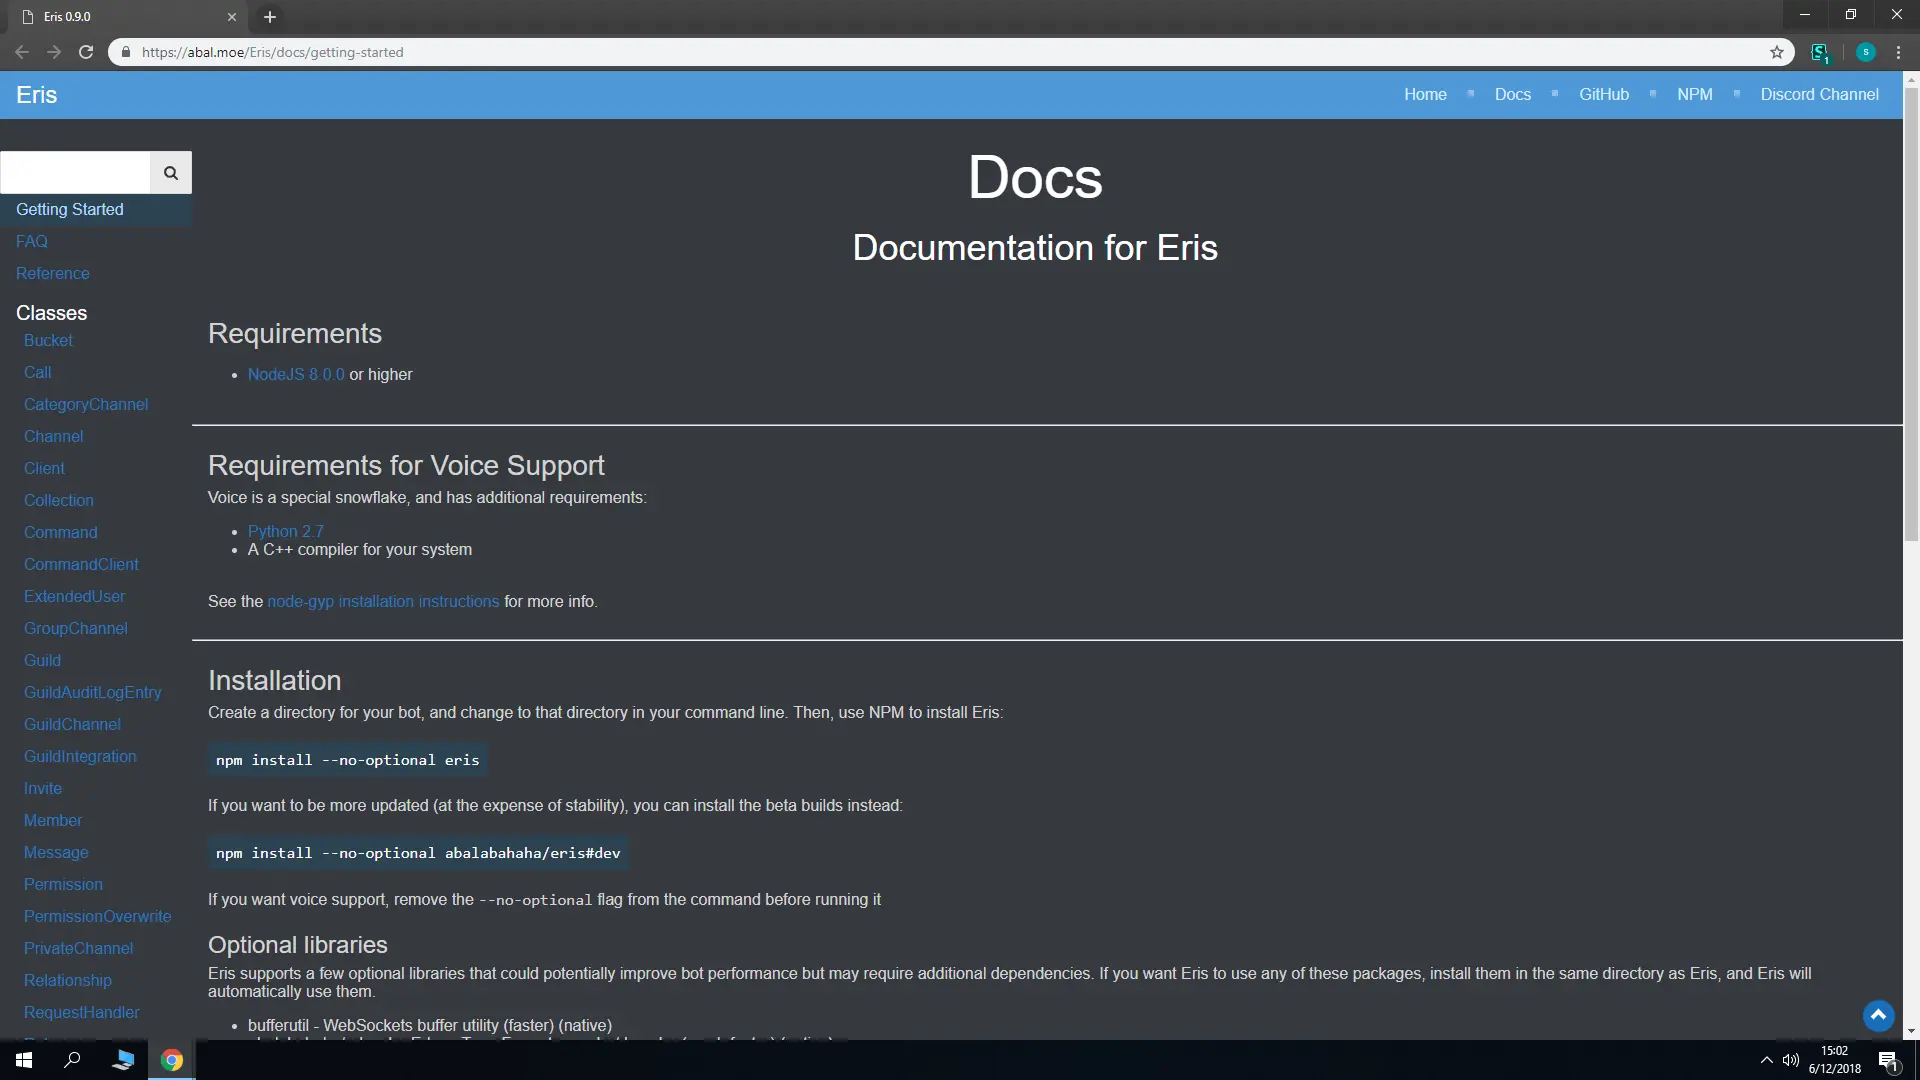 Eris 0.9.0
https://abal.moe/Eris/docs/getting-started
S
1
s
Eris
Home
Docs
GitHub
NPM
Discord Channel
Getting Started
FAQ
Reference
Classes
Bucket
Call
CategoryChannel
Channel
Client
Collection
Command
CommandClient
ExtendedUser
GroupChannel
Guild
GuildAuditLogEntry
GuildChannel
GuildIntegration
Invite
Member
Message
Permission
PermissionOverwrite
PrivateChannel
Relationship
RequestHandler
Docs
Documentation for Eris
Requirements
• NodeJS 8.0.0 or higher
Requirements for Voice Support
Voice is a special snowflake, and has additional requirements:
• Python 2.7
• A C++ compiler for your system
See the node-gyp installation instructions for more info.
Installation
Create a directory for your bot, and change to that directory in your command line. Then, use NPM to install Eris:
npm install --no-optional eris
If you want to be more updated (at the expense of stability), you can install the beta builds instead:
npm install --no-optional abalabahaha/eris#dev
If you want voice support, remove the --no-optional flag from the command before running it
Optional libraries
Eris supports a few optional libraries that could potentially improve bot performance but may require additional dependencies. If you want Eris to use any of these packages, install them in the same directory as Eris, and Eris will
automatically use them.
• bufferutil - WebSockets buffer utility (faster) (native)
15:02
6/12/2018
1